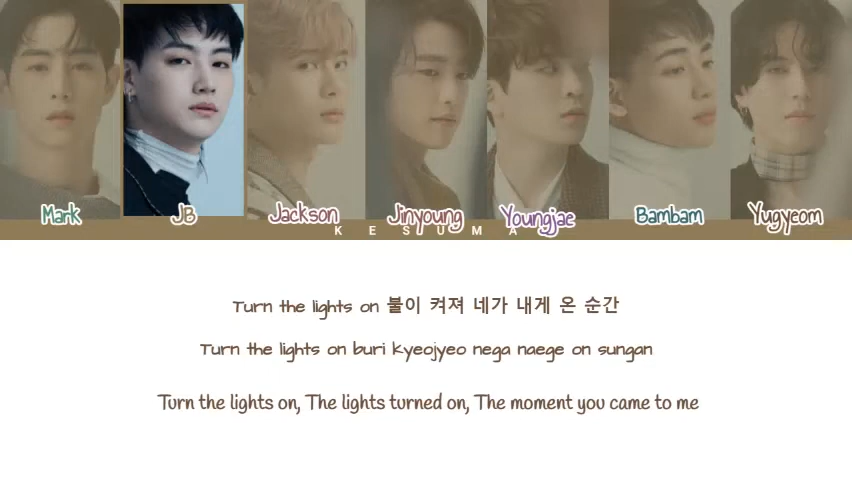 Mark JB Jackson Jinyoung Youngjae Bambam Yugyeom
KESUMA
Turn the lights on 불이 켜져 네가 내게 온 순간
Turn the lights on buri kyeojyeo nega naege on sungan
Turn the lights on, The lights turned on, The moment you came to me